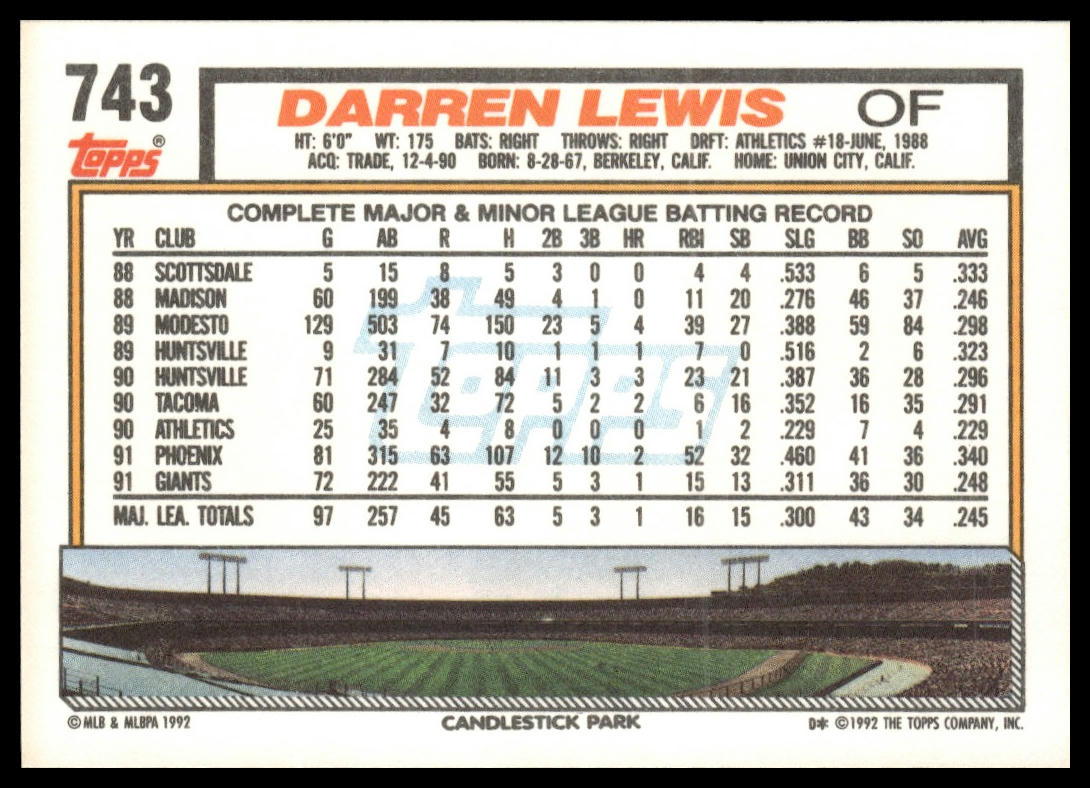 743
topps®
DARREN LEWIS OF
HT: 6'0" WT: 175 BATS: RIGHT THROWS: RIGHT DRFT: ATHLETICS #18-JUNE, 1988
ACQ: TRADE, 12-4-90 BORN: 8-28-67, BERKELEY, CALIF. HOME: UNION CITY, CALIF.
COMPLETE MAJOR & MINOR LEAGUE BATTING RECORD
YR CLUB G AB R H 2B 3B HR RBI SB SLG BB SO AVG
88 SCOTTSDALE 5 15 8 5 3 0 0 4 4 .533 6 5 .333
88 MADISON 60 199 38 49 4 1 0 11 20 .276 46 37 .246
89 MODESTO 129 503 74 150 23 5 4 39 27 .388 59 84 .298
89 HUNTSVILLE 9 31 7 10 1 1 1 7 0 .516 2 6 .323
90 HUNTSVILLE 71 284 52 84 11 3 3 23 21 .387 36 28 .296
90 TACOMA 60 247 32 72 5 2 2 6 16 .352 16 35 .291
90 ATHLETICS 25 35 4 8 0 0 0 1 2 .229 7 4 .229
91 PHOENIX 81 315 63 107 12 10 2 52 32 .460 41 36 .340
91 GIANTS 72 222 41 55 5 3 1 15 13 .311 36 30 .248
MAJ. LEA. TOTALS 97 257 45 63 5 3 1 16 15 .300 43 34 .245
topps
© MLB & MLBPA 1992 CANDLESTICK PARK D* © 1992 THE TOPPS COMPANY, INC.